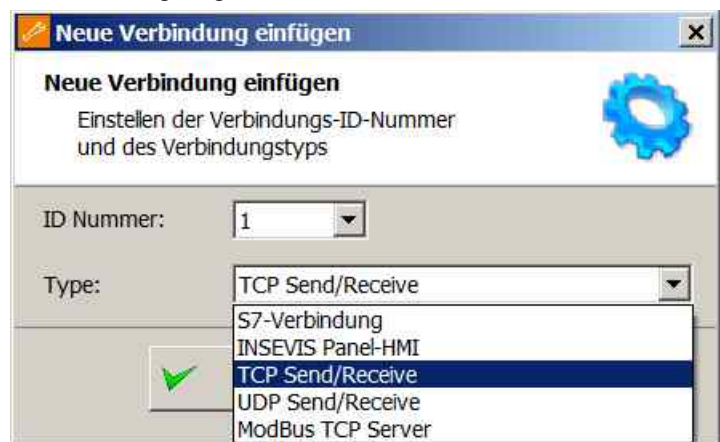 Neue Verbindung einfügen
Neue Verbindung einfügen
Einstellen der Verbindungs-ID-Nummer
und des Verbindungstyps
ID Nummer:
1
Type:
TCP Send/Receive
S7-Verbindung
INSEVIS Panel-HMI
TCP Send/Receive
UDP Send/Receive
ModBus TCP Server